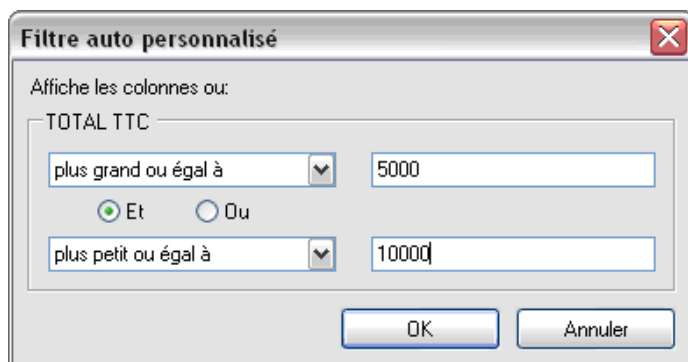 Filtre auto personnalisé
Affiche les colonnes ou:
TOTAL TTC
plus grand ou égal à 5000
Et Ou
plus petit ou égal à 10000
OK Annuler